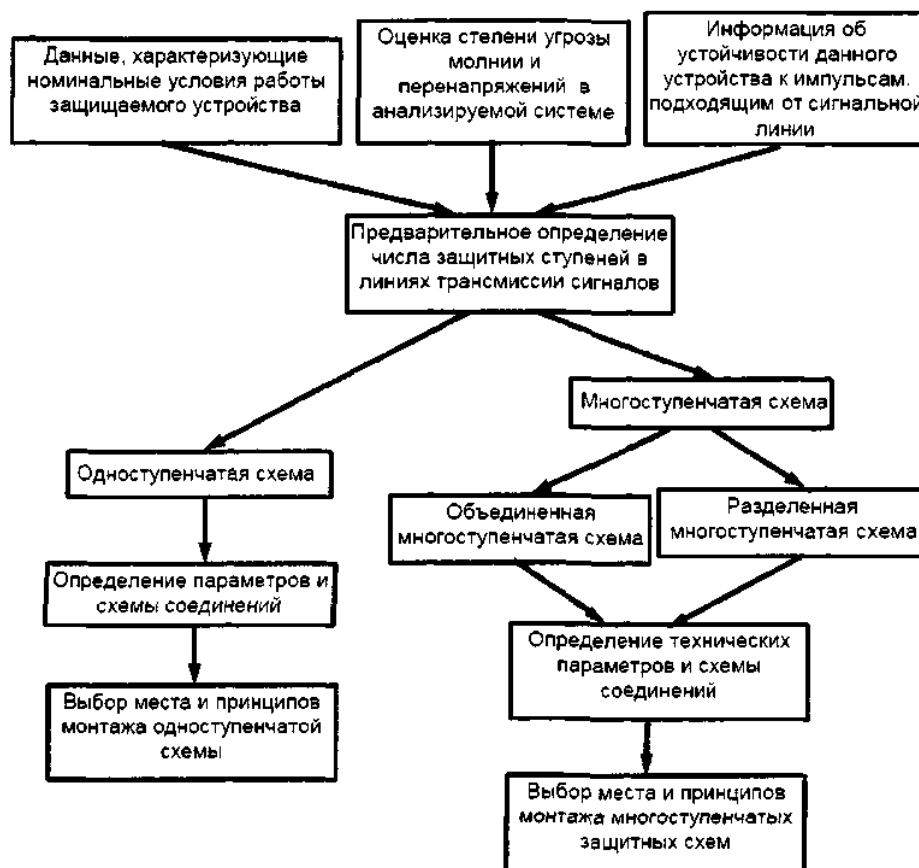 Данные, характеризующие
номинальные условия работы
защищаемого устройства
Оценка степени угрозы
молнии и
перенапряжений в
анализируемой системе
Информация об
устойчивости данного
устройства к импульсам.
подходящим от сигнальной
линии
Предварительное определение
числа защитных ступеней в
линиях трансмиссии сигналов
Многоступенчатая схема
Одноступенчатая схема
Объединенная
многоступенчатая схема
Разделенная
многоступенчатая схема
Определение параметров и
схемы соединений
Определение технических
параметров и схемы
соединений
Выбор места и принципов
монтажа одноступенчатой
схемы
Выбор места и принципов
монтажа многоступенчатых
защитных схем